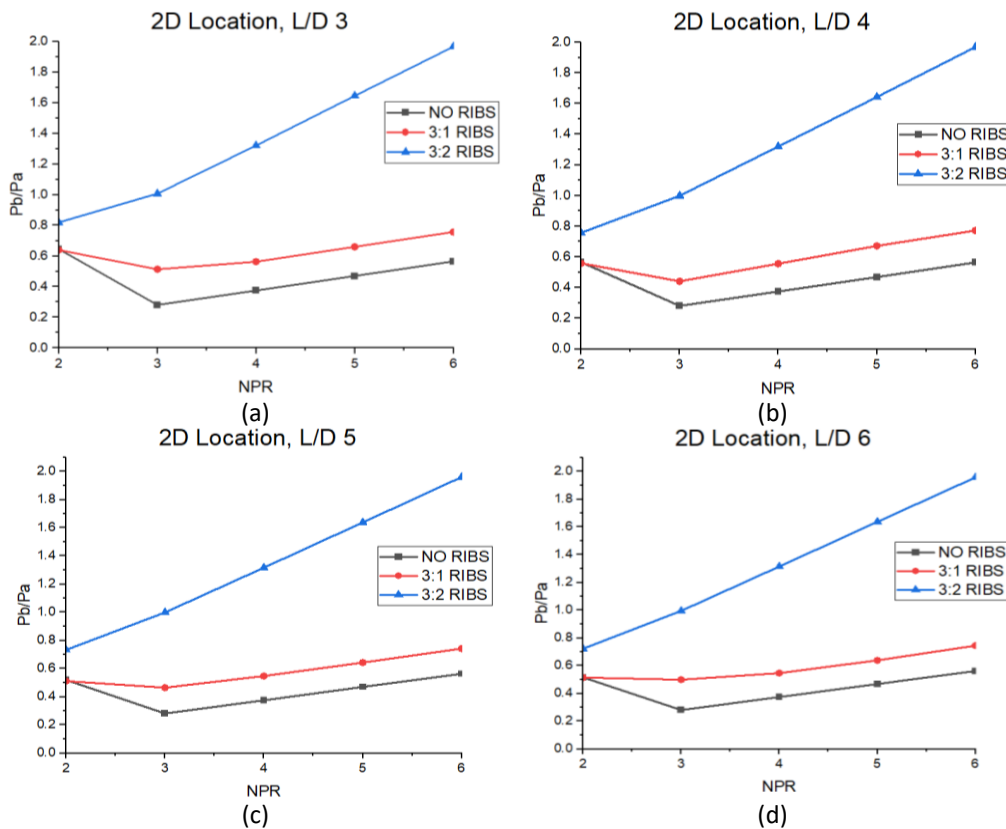 2D Location, L/D 3
2.0
1.8
1.6
1.4
1.2
1.0
0.8
0.6
0.4
0.2
0.0
Pb/Pa
NO RIBS
3:1 RIBS
3:2 RIBS
2 3 4 5 6
NPR
(a)
2D Location, L/D 4
2.0
1.8
1.6
1.4
1.2
1.0
0.8
0.6
0.4
0.2
0.0
Pb/Pa
NO RIBS
3:1 RIBS
3:2 RIBS
2 3 4 5 6
NPR
(b)
2D Location, L/D 5
2.0
1.8
1.6
1.4
1.2
1.0
0.8
0.6
0.4
0.2
0.0
Pb/Pa
NO RIBS
3:1 RIBS
3:2 RIBS
2 3 4 5 6
NPR
(c)
2D Location, L/D 6
2.0
1.8
1.6
1.4
1.2
1.0
0.8
0.6
0.4
0.2
0.0
Pb/Pa
NO RIBS
3:1 RIBS
3:2 RIBS
2 3 4 5 6
NPR
(d)